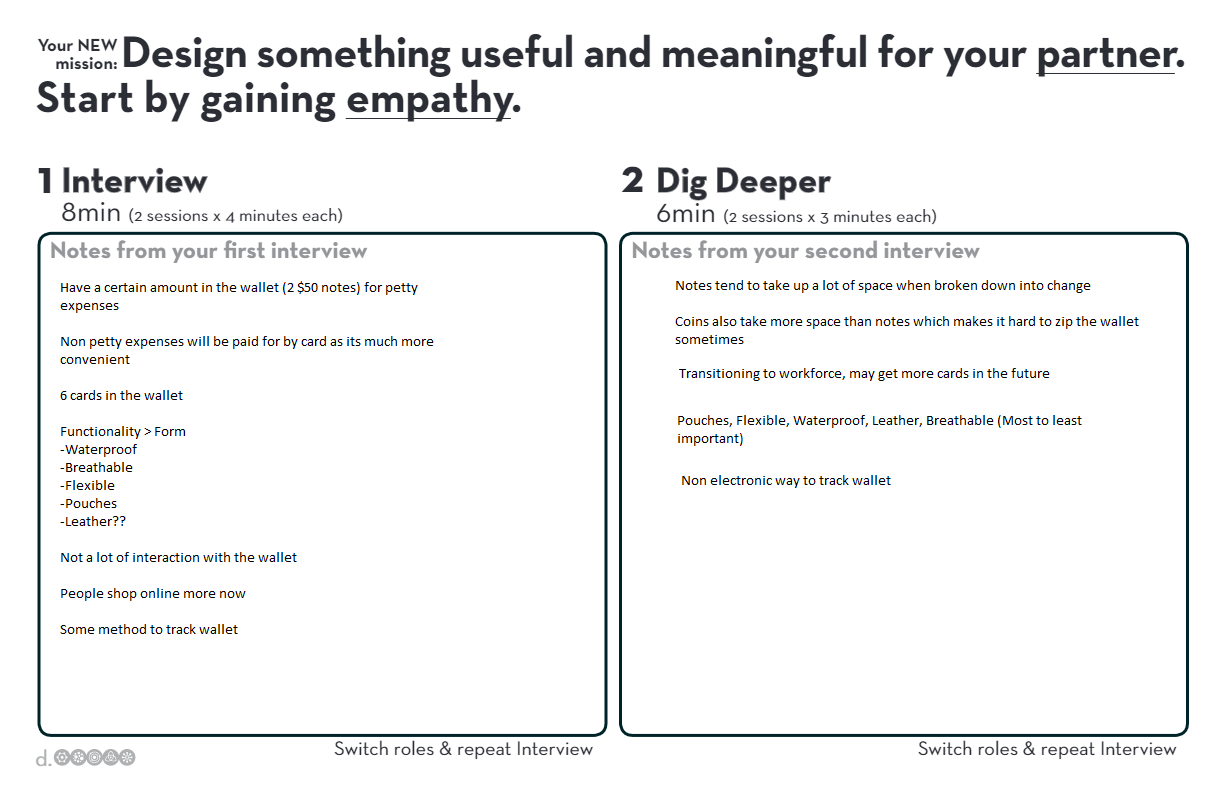 Your NEW mission: Design something useful and meaningful for your partner.
Start by gaining empathy.
1 Interview
8min (2 sessions x 4 minutes each)
Notes from your first interview
Have a certain amount in the wallet (2 $50 notes) for petty
expenses
Non petty expenses will be paid for by card as its much more
convenient
6 cards in the wallet
Functionality > Form
-Waterproof
-Breathable
-Flexible
-Pouches
-Leather??
Not a lot of interaction with the wallet
People shop online more now
Some method to track wallet
Switch roles & repeat Interview
2 Dig Deeper
6min (2 sessions x 3 minutes each)
Notes from your second interview
Notes tend to take up a lot of space when broken down into change
Coins also take more space than notes which makes it hard to zip the wallet
sometimes
Transitioning to workforce, may get more cards in the future
Pouches, Flexible, Waterproof, Leather, Breathable (Most to least
important)
Non electronic way to track wallet
Switch roles & repeat Interview
d.